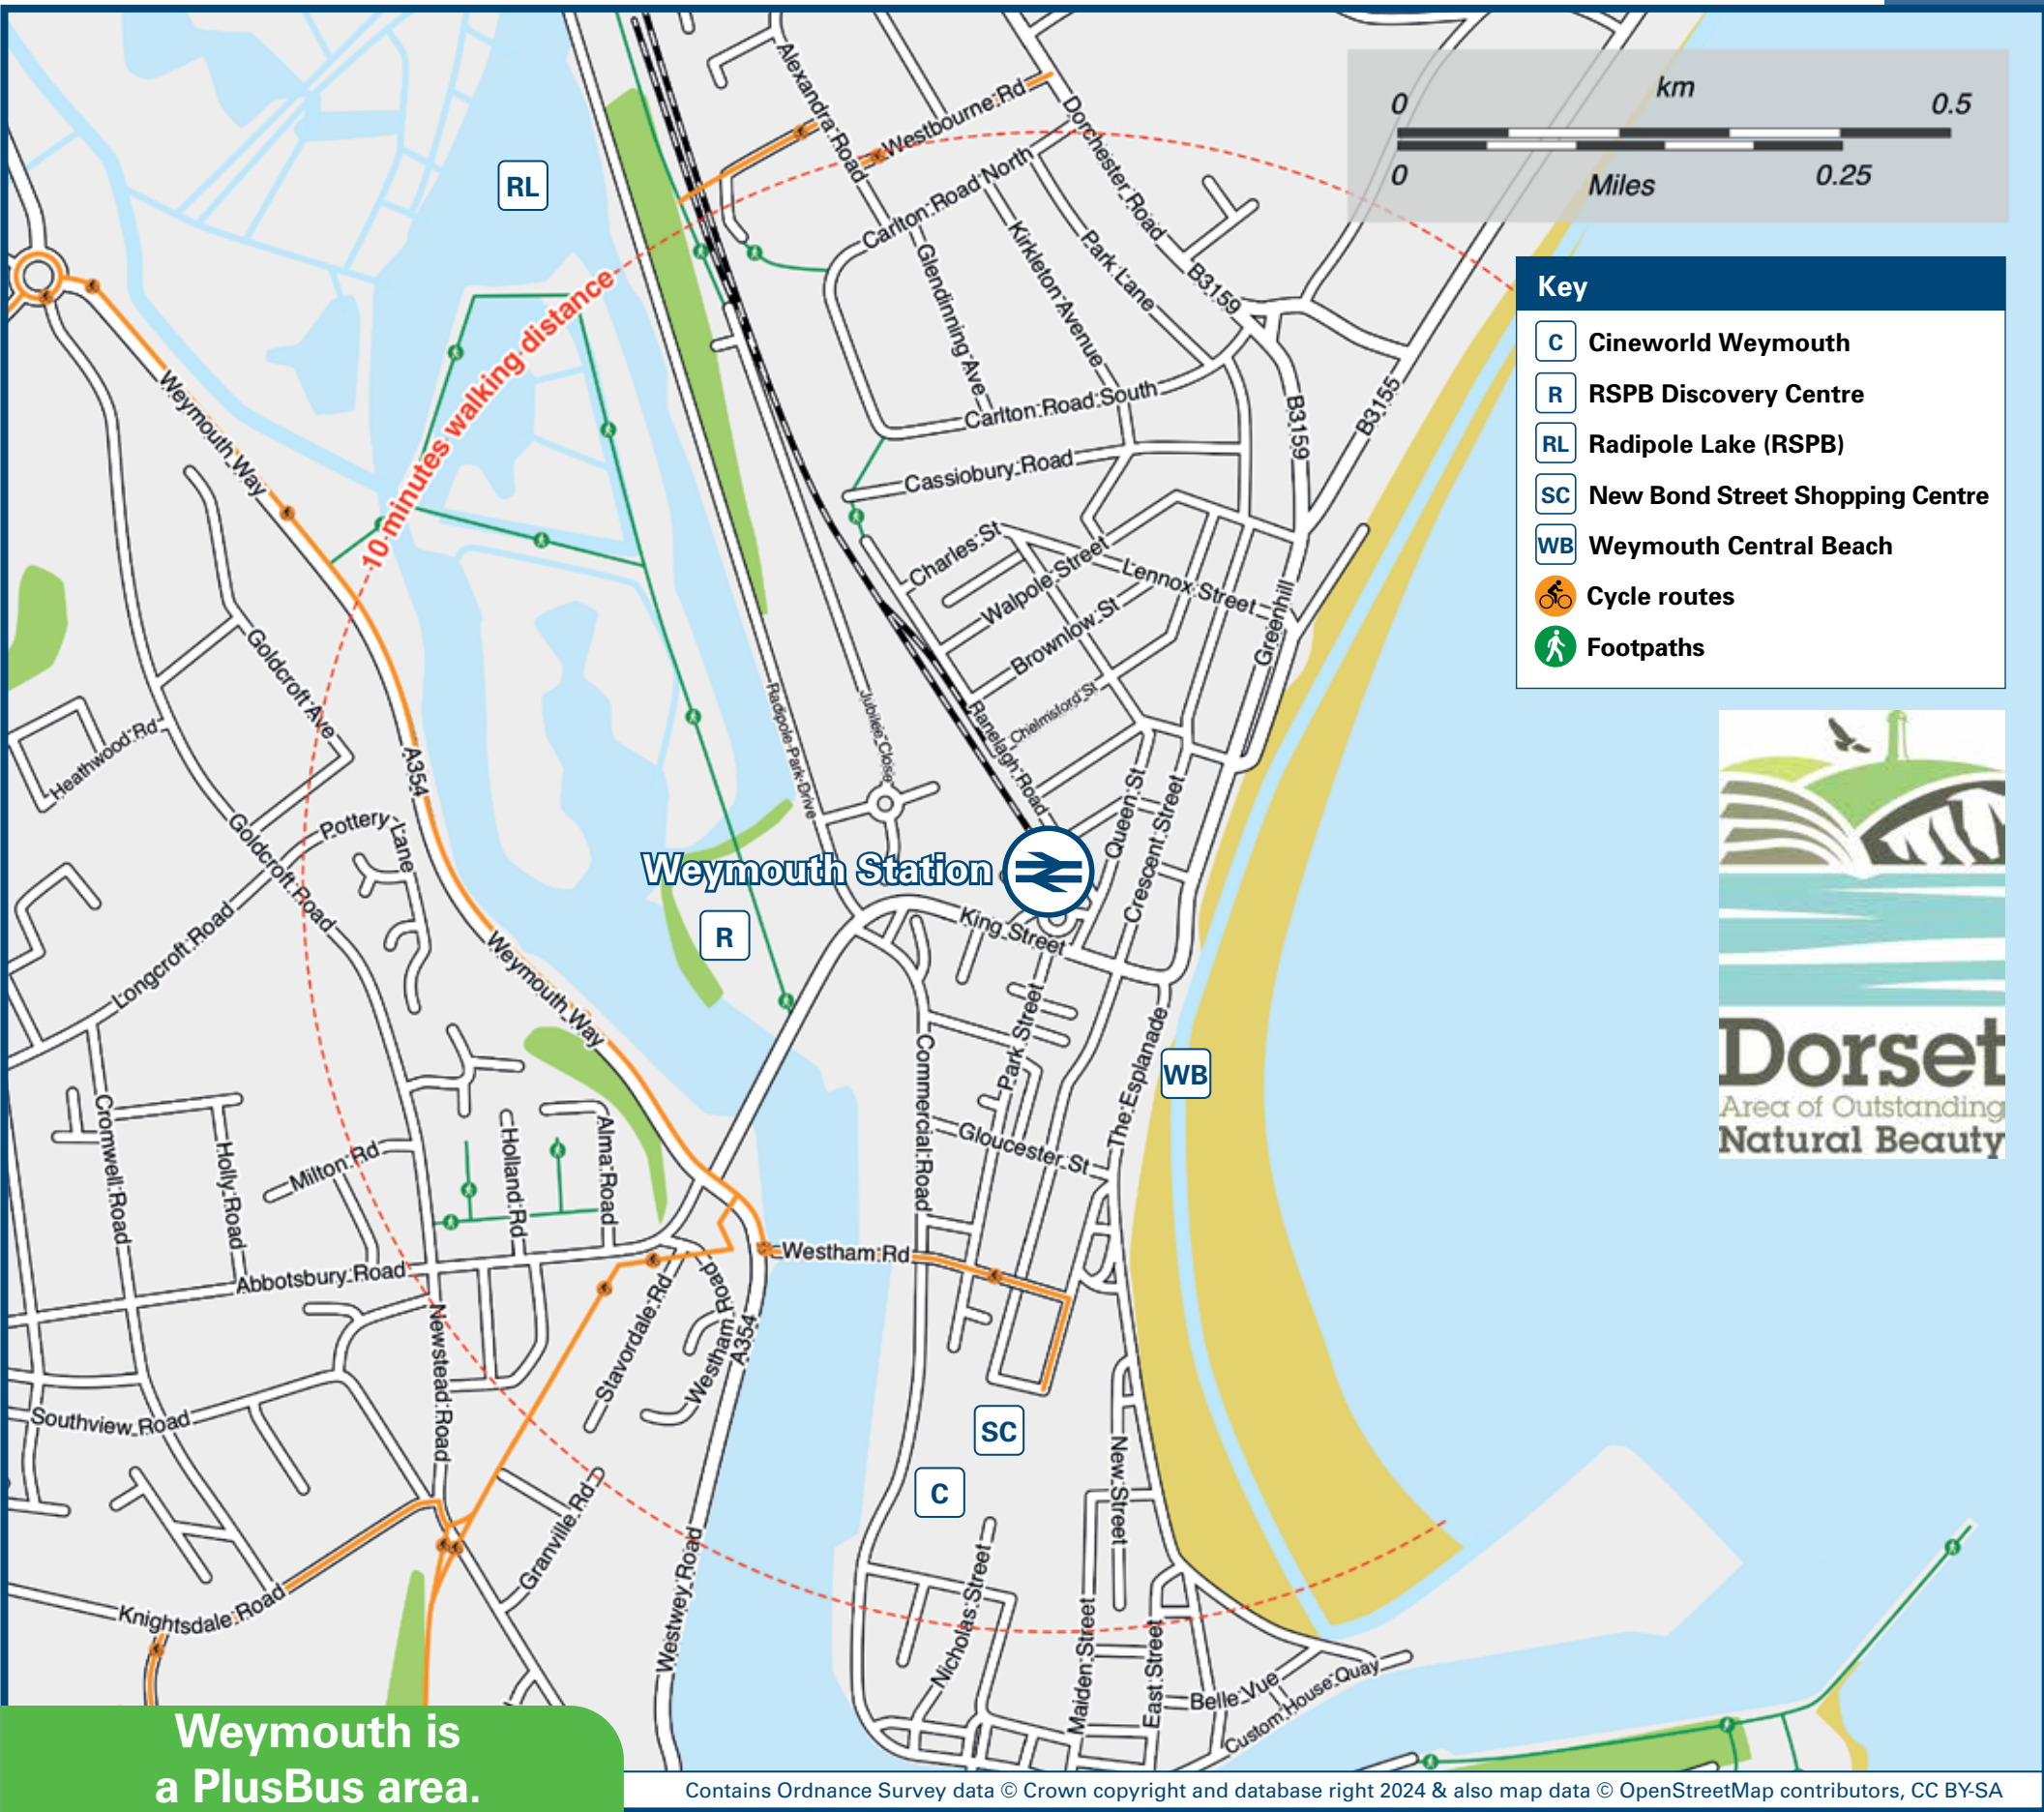 km
0
0.5
0
Miles
0.25
Key
C
Cineworld Weymouth
R
RSPB Discovery Centre
RL
Radipole Lake (RSPB)
SC
New Bond Street Shopping Centre
WB
Weymouth Central Beach
Cycle routes
Footpaths
Dorset
Area of Outstanding
Natural Beauty
RL
Alexandra Road
Westbourne Rd
Dorchester Road
Carlton Road North
Kirkleton Avenue
Park Lane
B3159
Glendinning Ave
Carlton Road South
B3159
B3155
Cassiobury Road
10 minutes walking distance
Weymouth Way
Charles St
Walpole Street
Lennox Street
Brownlow St
Greenhill
Chelmsford St
Ranelagh Road
Goldcroft Ave
Heathwood Rd
A354
Radipole Park Drive
Jubilee Close
Queen St
Crescent Street
Goldcroft Road
Pottery Lane
Weymouth Station
R
King Street
Longcroft Road
Weymouth Way
Park Street
The Esplanade
WB
Commercial Road
Gloucester St
Cromwell Road
Holly Road
Milton Rd
Holland Rd
Alma Road
Abbotsbury Road
Westham Rd
Stavordale Rd
Westham Road
A354
Newstead Road
Southview Road
SC
C
New Street
Granville Rd
Knightsdale Road
Westwey Road
Nicholas Street
Maiden Street
East Street
Belle Vue
Custom House Quay
Weymouth is
a PlusBus area.
Contains Ordnance Survey data © Crown copyright and database right 2024 & also map data © OpenStreetMap contributors, CC BY-SA